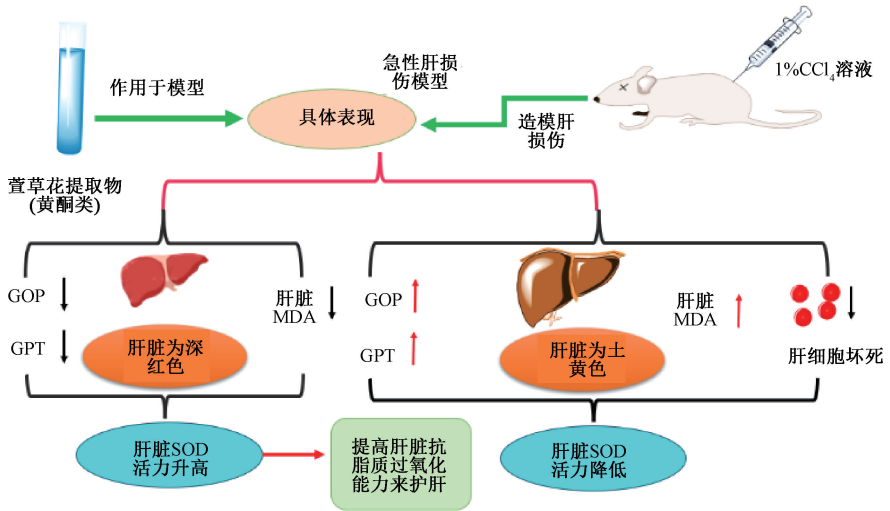 急性肝损
伤模型
1%CCl₄溶液
作用于模型
具体表现
造模肝
损伤
萱草花提取物
(黄酮类)
GOP
肝脏
MDA
GPT
肝脏为深
红色
GOP
肝脏
MDA
GPT
肝脏为土
黄色
肝细胞坏死
肝脏SOD
活力升高
提高肝脏抗
脂质过氧化
能力来护肝
肝脏SOD
活力降低